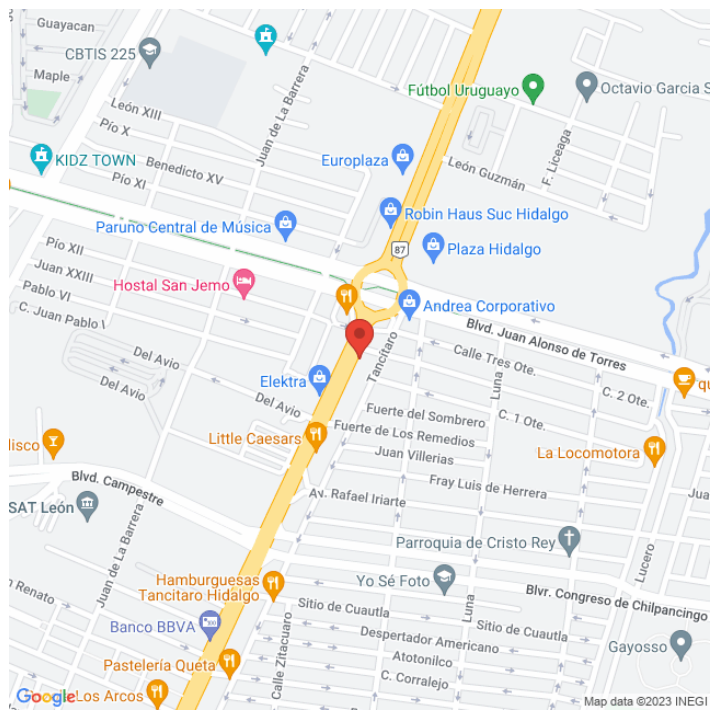 Guayacan
CBTIS 225
Maple
Juan de La Barrera
León XIII
Pío X
KIDZ TOWN
Benedicto XV
Pío XI
Fútbol Uruguayo
Octavio Garcia S
Europlaza
León Guzmán
F. Liceaga
Robin Haus Suc Hidalgo
Paruno Central de Música
Plaza Hidalgo
87
Pío XII
Juan XXIII
Hostal San Jemo
Pablo VI
C. Juan Pablo I
Andrea Corporativo
Blvd. Juan Alonso de Torres
Tancítaro
Calle Tres Ote.
Luna
Del Avio
Del Avio
Elektra
Del Avio
C. 2 Ote.
C. 1 Ote.
qu
Fuerte del Sombrero
Little Caesars
Fuerte de Los Remedios
Juan Villerias
La Locomotora
lisco
Blvd. Campestre
Fray Luis de Herrera
Jua
Av. Rafael Iriarte
SAT León
Juan de La Barrera
Parroquia de Cristo Rey
Lucero
n Renato
Hamburguesas
Tancitaro Hidalgo
Yo Sé Foto
Luna
Blvr. Congreso de Chilpancingo
Sitio de Cuautla
Sitio de Cuautla
Banco BBVA
Calle Zitacuaro
Despertador Americano
Gayosso
Pastelería Queta
Atotonilco
C. Corralejo
Google
Los Arcos
Map data ©2023 INEGI